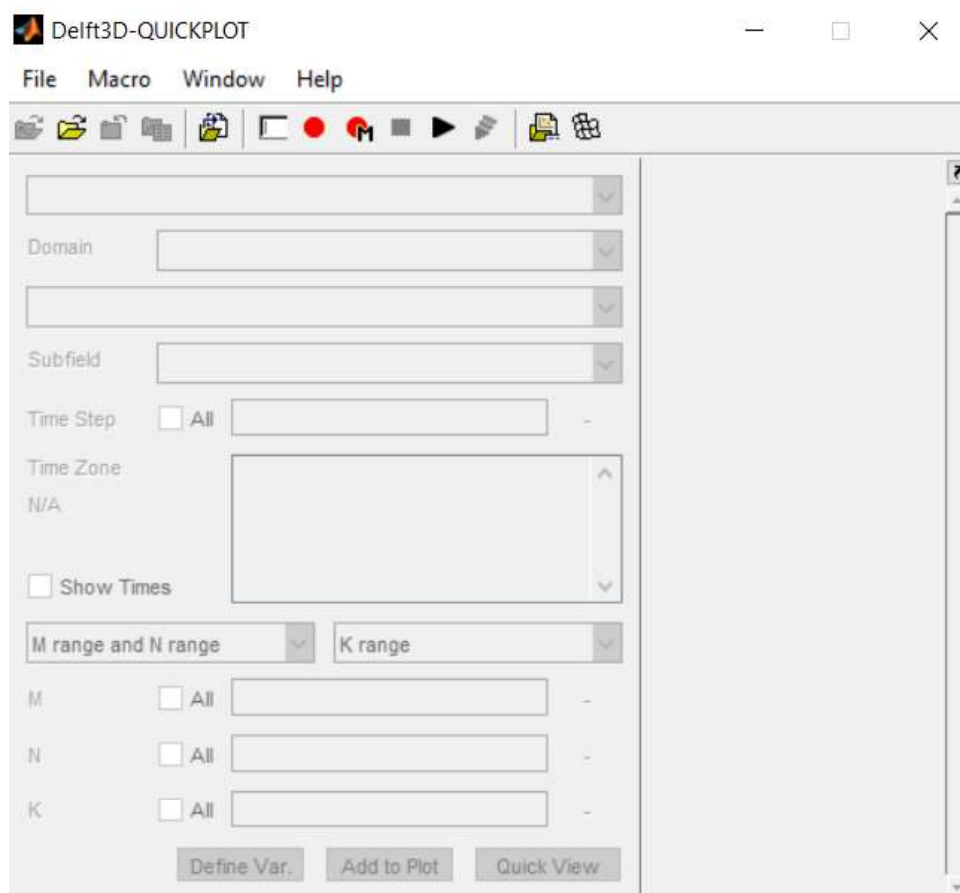 Delft3D-QUICKPLOT
File Macro Window Help
M
Domain
Subfield
Time Step All -
Time Zone
N/A
Show Times
M range and N range K range
M All -
N All -
K All -
Define Var. Add to Plot Quick View